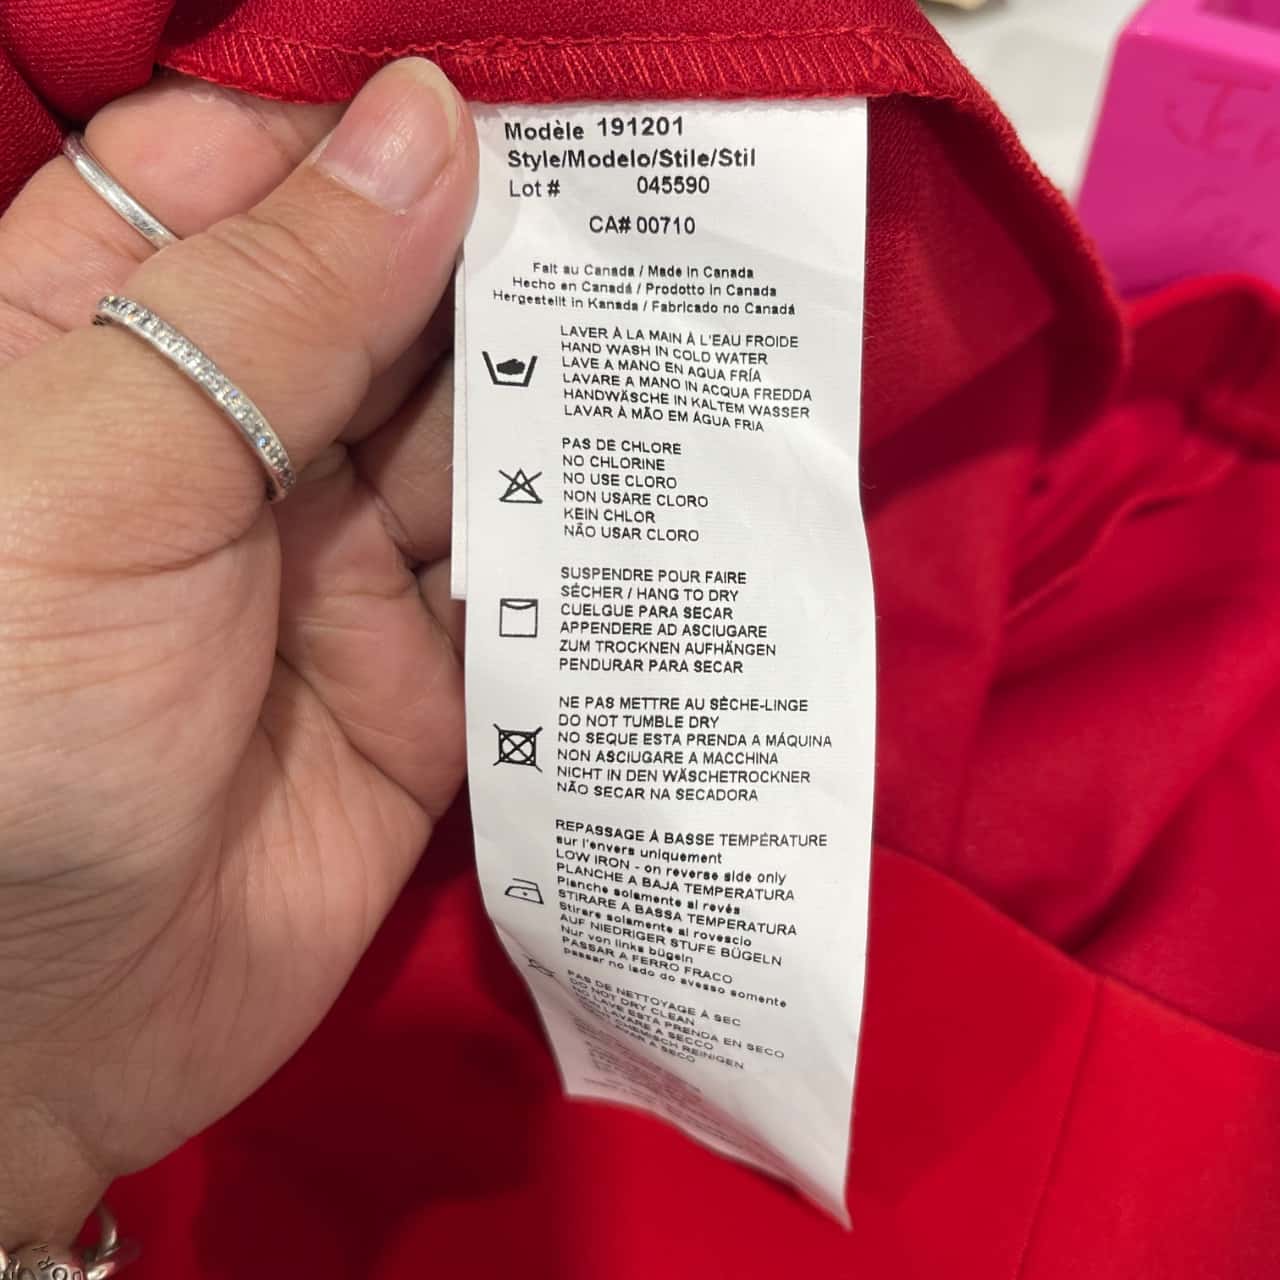 Modèle 191201
Style/Modelo/Stile/Stil
Lot # 045590
CA# 00710
Fait au Canada / Made in Canada
Hecho en Canadá / Prodotto in Canada
Hergestellt in Kanada / Fabricado no Canadá
LAVER À LA MAIN À L'EAU FROIDE
HAND WASH IN COLD WATER
LAVE A MANO EN AQUA FRÍA
LAVARE A MANO IN ACQUA FREDDA
HANDWÄSCHE IN KALTEM WASSER
LAVAR À MÃO EM ÁGUA FRIA
PAS DE CHLORE
NO CHLORINE
NO USE CLORO
NON USARE CLORO
KEIN CHLOR
NÃO USAR CLORO
SUSPENDRE POUR FAIRE
SÉCHER / HANG TO DRY
CUELGUE PARA SECAR
APPENDERE AD ASCIUGARE
ZUM TROCKNEN AUFHÄNGEN
PENDURAR PARA SECAR
NE PAS METTRE AU SÈCHE-LINGE
DO NOT TUMBLE DRY
NO SEQUE ESTA PRENDA A MÁQUINA
NON ASCIUGARE A MACCHINA
NICHT IN DEN WÄSCHETROCKNER
NÃO SECAR NA SECADORA
REPASSAGE À BASSE TEMPÉRATURE
sur l'envers uniquement
LOW IRON - on reverse side only
PLANCHE A BAJA TEMPERATURA
Planche solamente al revés
STIRARE A BASSA TEMPERATURA
Stirare solamente al rovescio
AUF NIEDRIGER STUFE BÜGELN
Nur von links bügeln
PASSAR A FERRO FRACO
passar no lado do avesso somente
PAS DE NETTOYAGE À SEC
DO NOT DRY CLEAN
NO LAVE ESTA PRENDA EN SECO
LAVARE A SECCO
CHEMISCH REINIGEN
A SECO